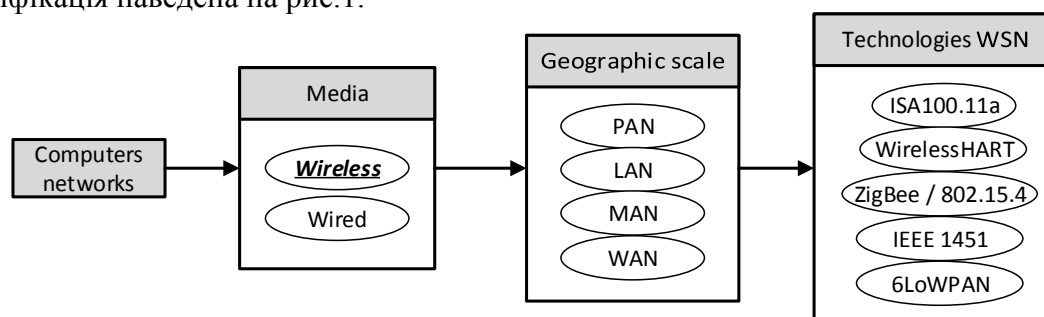 ифікація наведена на рис.1.
Technologies WSN
Geographic scale
Media
ISA100.11a
PAN
WirelessHART
Computers
networks
Wireless
LAN
ZigBee / 802.15.4
Wired
MAN
IEEE 1451
WAN
6LoWPAN